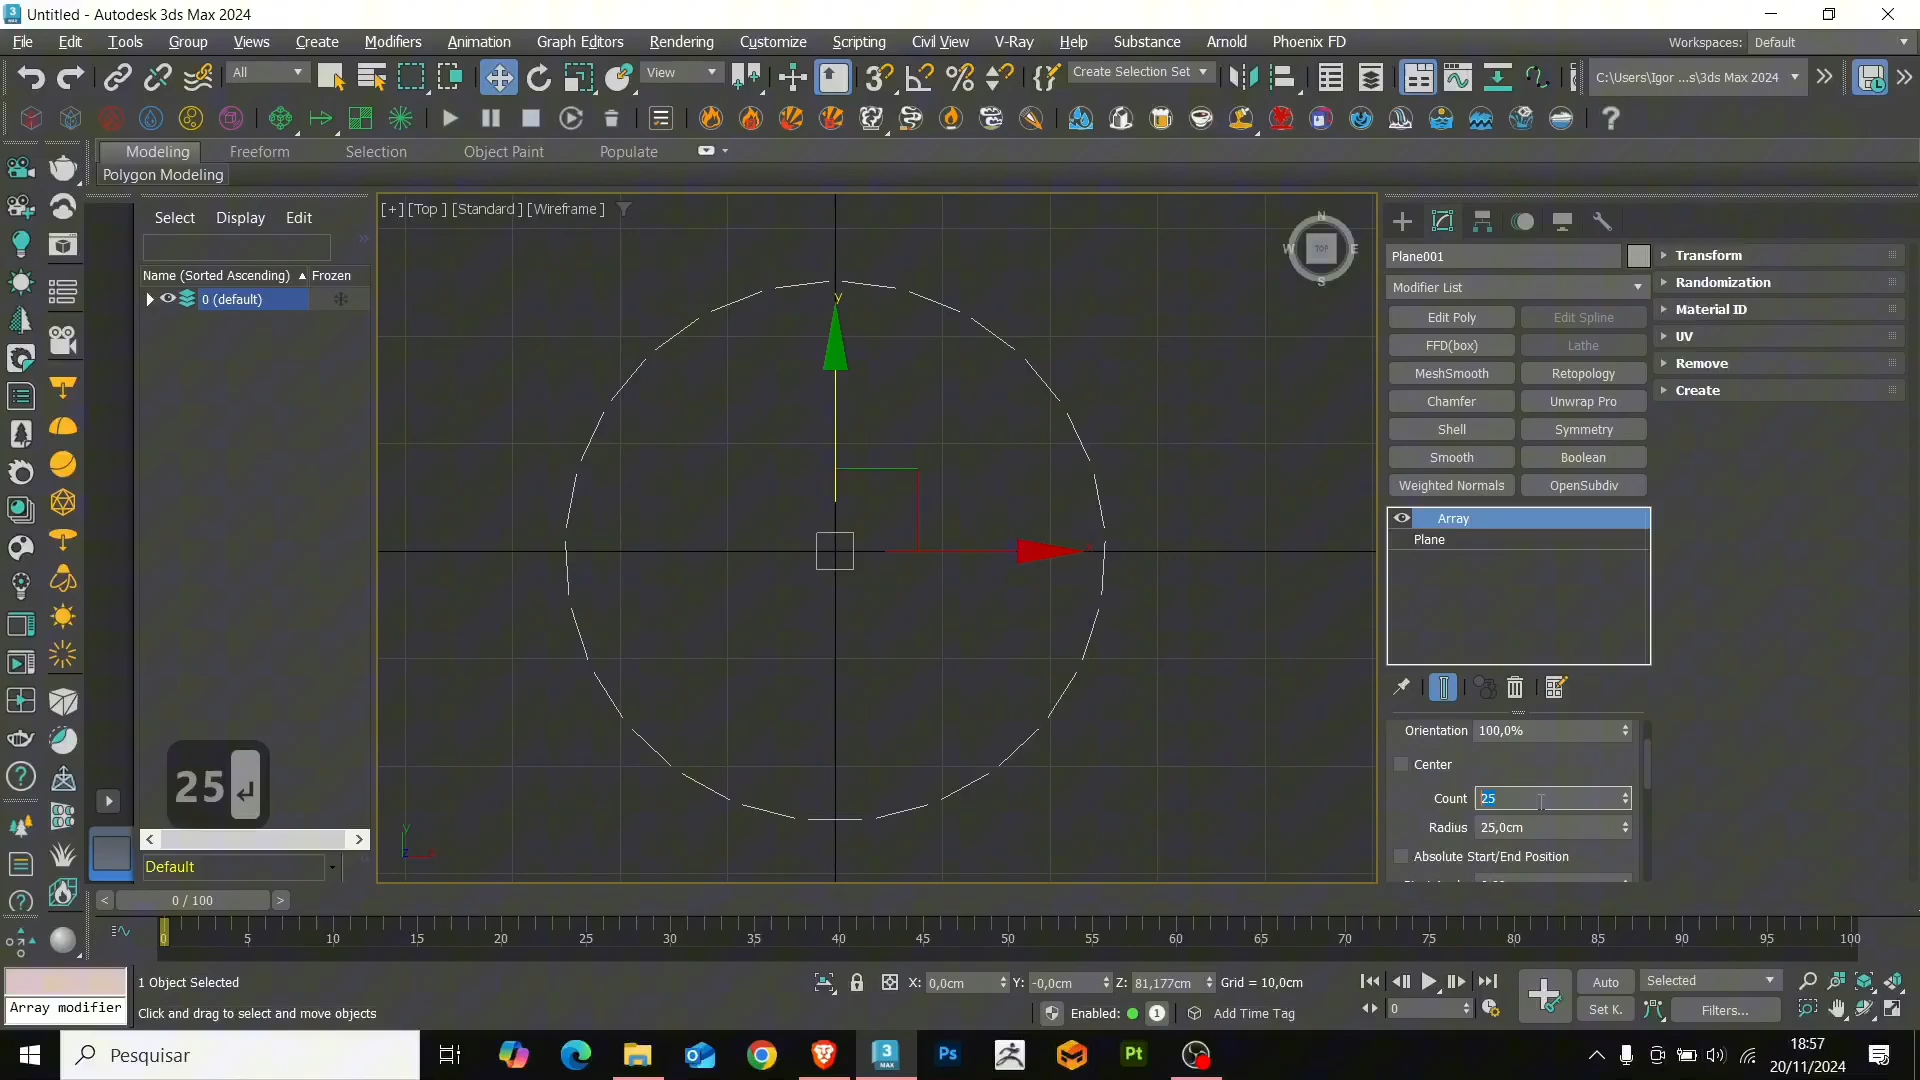 Untitled - Autodesk 3ds Max 2024
File Edit Tools Group Views Create Modifiers Animation Graph Editors Rendering Customize Scripting Civil View V-Ray Help Substance Arnold Phoenix FD Workspaces: Default
All View Create Selection Set C:\Users\Igor ...s\3ds Max 2024
Modeling Freeform Selection Object Paint Populate
Polygon Modeling
Select Display Edit
Name (Sorted Ascending) Frozen
0 (default)
[+] [Top ] [Standard ] [Wireframe ]
N
W TOP E
S
y
x
Plane001
Modifier List
Edit Poly Edit Spline
FFD(box) Lathe
MeshSmooth Retopology
Chamfer Unwrap Pro
Shell Symmetry
Smooth Boolean
Weighted Normals OpenSubdiv
Array
Plane
Transform
Randomization
Material ID
UV
Remove
Create
Orientation 100,0%
Center
Count 25
Radius 25,0cm
Absolute Start/End Position
25
Default
0 / 100
0 5 10 15 20 25 30 35 40 45 50 55 60 65 70 75 80 85 90 95 100
Array modifier
1 Object Selected
Click and drag to select and move objects
X: 0,0cm Y: -0,0cm Z: 81,177cm Grid = 10,0cm
Enabled: 1 Add Time Tag
0
Auto Selected
Set K. Filters...
Pesquisar
3 MAX Ps Pt
18:57
20/11/2024